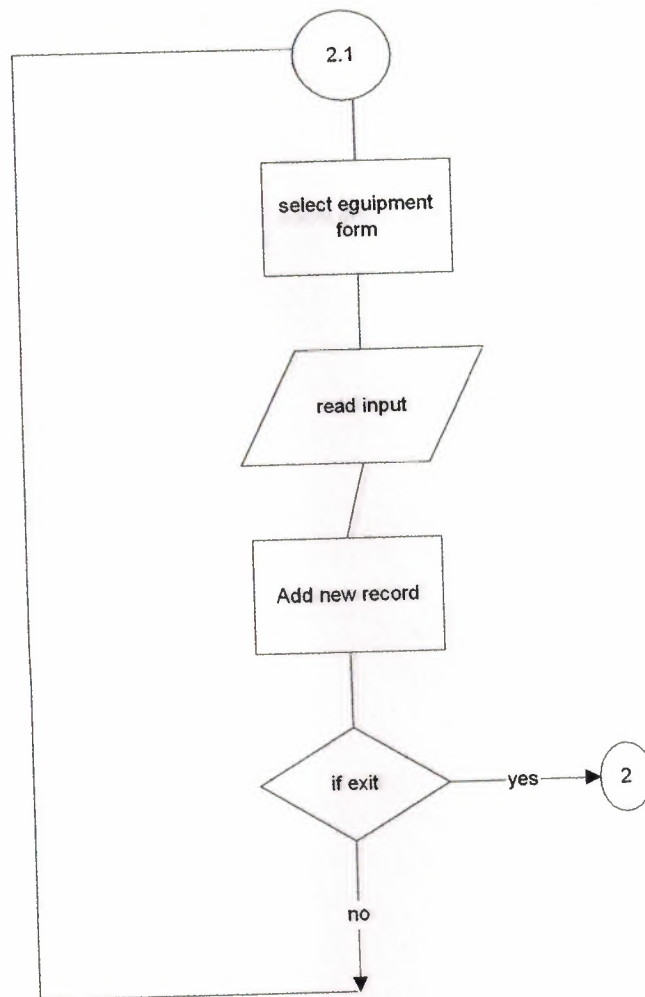 2.1
select eguipment
form
read input
Add new record
if exit
yes
2
no